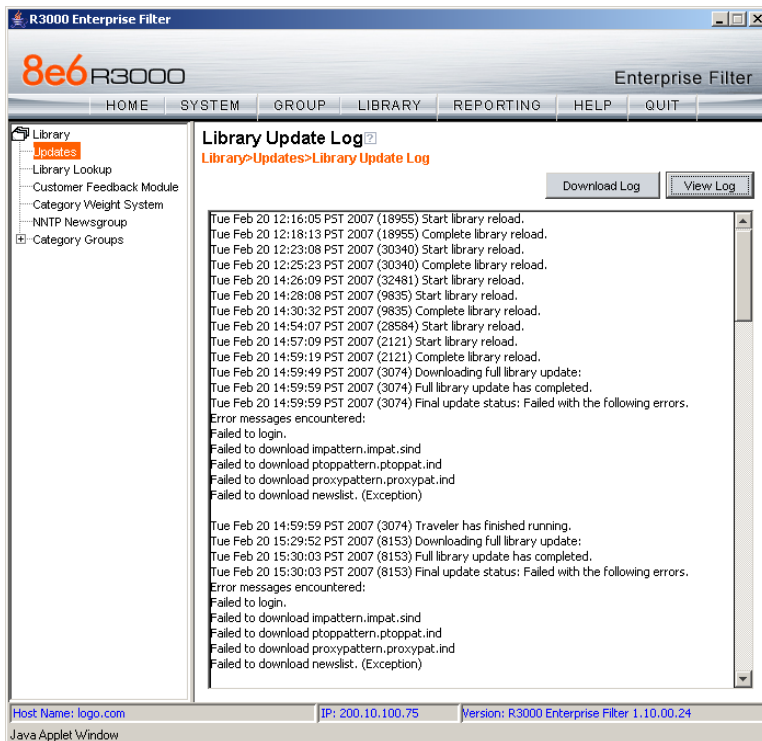 R3000 Enterprise Filter
8e6 R3000
Enterprise Filter
HOME SYSTEM GROUP LIBRARY REPORTING HELP QUIT
Library
Updates
Library Lookup
Customer Feedback Module
Category Weight System
NNTP Newsgroup
Category Groups
Library Update Log ?
Library>Updates>Library Update Log
Download Log View Log
Tue Feb 20 12:16:05 PST 2007 (18955) Start library reload.
Tue Feb 20 12:18:13 PST 2007 (18955) Complete library reload.
Tue Feb 20 12:23:08 PST 2007 (30340) Start library reload.
Tue Feb 20 12:25:23 PST 2007 (30340) Complete library reload.
Tue Feb 20 14:26:09 PST 2007 (32481) Start library reload.
Tue Feb 20 14:28:08 PST 2007 (9835) Start library reload.
Tue Feb 20 14:30:32 PST 2007 (9835) Complete library reload.
Tue Feb 20 14:54:07 PST 2007 (28584) Start library reload.
Tue Feb 20 14:57:09 PST 2007 (2121) Start library reload.
Tue Feb 20 14:59:19 PST 2007 (2121) Complete library reload.
Tue Feb 20 14:59:49 PST 2007 (3074) Downloading full library update:
Tue Feb 20 14:59:59 PST 2007 (3074) Full library update has completed.
Tue Feb 20 14:59:59 PST 2007 (3074) Final update status: Failed with the following errors.
Error messages encountered:
Failed to login.
Failed to download impattern.impat.sind
Failed to download ptoppattern.ptoppat.ind
Failed to download proxypattern.proxypat.ind
Failed to download newslist. (Exception)
Tue Feb 20 14:59:59 PST 2007 (3074) Traveler has finished running.
Tue Feb 20 15:29:52 PST 2007 (8153) Downloading full library update:
Tue Feb 20 15:30:03 PST 2007 (8153) Full library update has completed.
Tue Feb 20 15:30:03 PST 2007 (8153) Final update status: Failed with the following errors.
Error messages encountered:
Failed to login.
Failed to download impattern.impat.sind
Failed to download ptoppattern.ptoppat.ind
Failed to download proxypattern.proxypat.ind
Failed to download newslist. (Exception)
Host Name: logo.com IP: 200.10.100.75 Version: R3000 Enterprise Filter 1.10.00.24
Java Applet Window